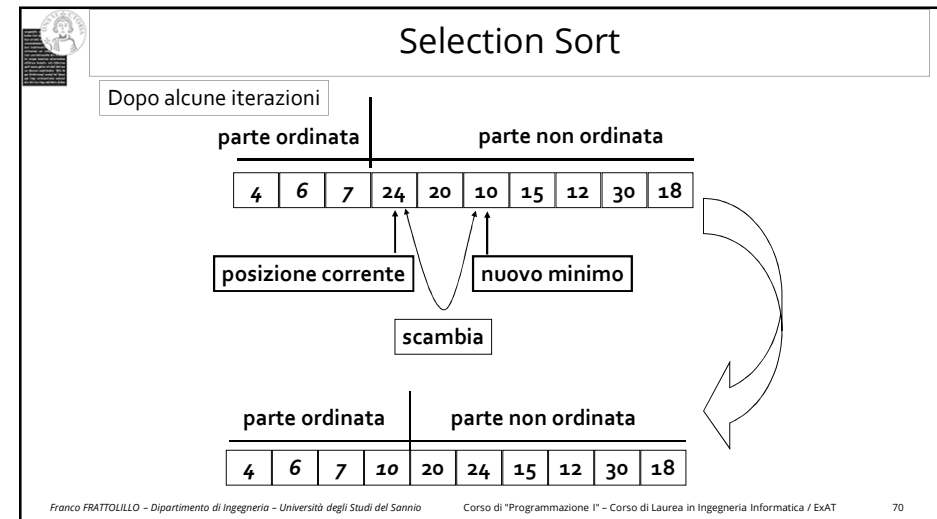 Selection Sort
Dopo alcune iterazioni
parte ordinata parte non ordinata
4 6 7 24 20 10 15 12 30 18
posizione corrente nuovo minimo
scambia
parte ordinata parte non ordinata
4 6 7 10 20 24 15 12 30 18
Franco FRATTOLILLO – Dipartimento di Ingegneria – Università degli Studi del Sannio Corso di "Programmazione I" – Corso di Laurea in Ingegneria Informatica / ExAT 70